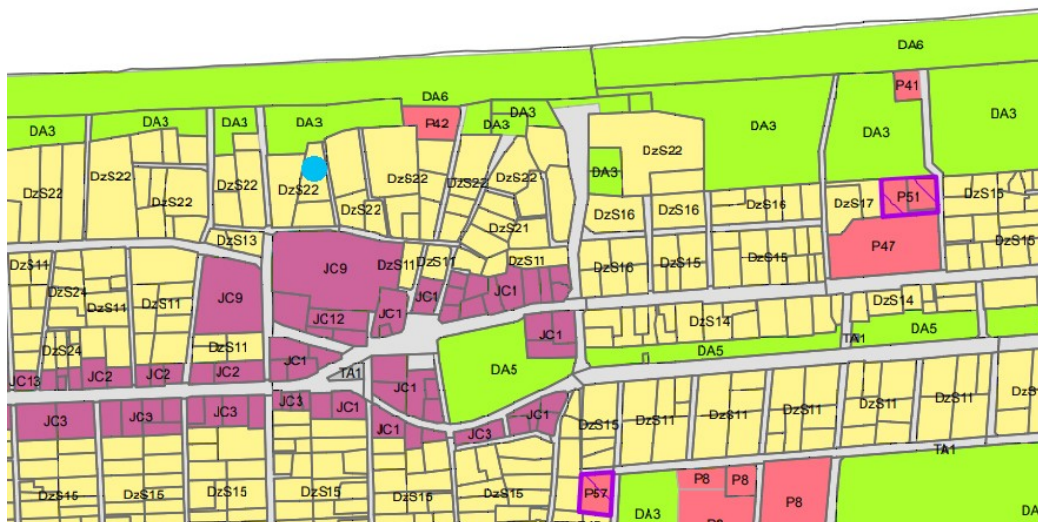 DA6
DA6
P41
DA3
DA3
DA3
DA3
P42
DA3
DA3
DA3
DA3
DA3
DzS22
DzS22
DA3
DzS22
DzS22
DzS22
DzS22
DzS22
DzS15
P51
DzS17
DzS22
DzS22
DzS16
DzS16
DzS16
DzS21
DzS13
DzS15
P47
DzS11
DzS11
DzS11
DzS11
DzS16
DzS15
DzS15
JC9
DzS24
JC9
JC1
JC1
DzS11
DzS11
JC12
JC1
DzS14
DzS14
JC1
DA5
TA1
DzS24
DzS11
DA5
JC1
TA1
DA5
JC13
JC2
JC2
JC2
JC1
JC3
JC1
JC3
JC3
JC3
JC1
JC1
JC3
DzS15
DzS11
DzS11
DzS11
DzS11
TA1
DzS15
DzS15
DzS15
DzS15
DzS15
DzS15
P57
P8
P8
P8
DA3